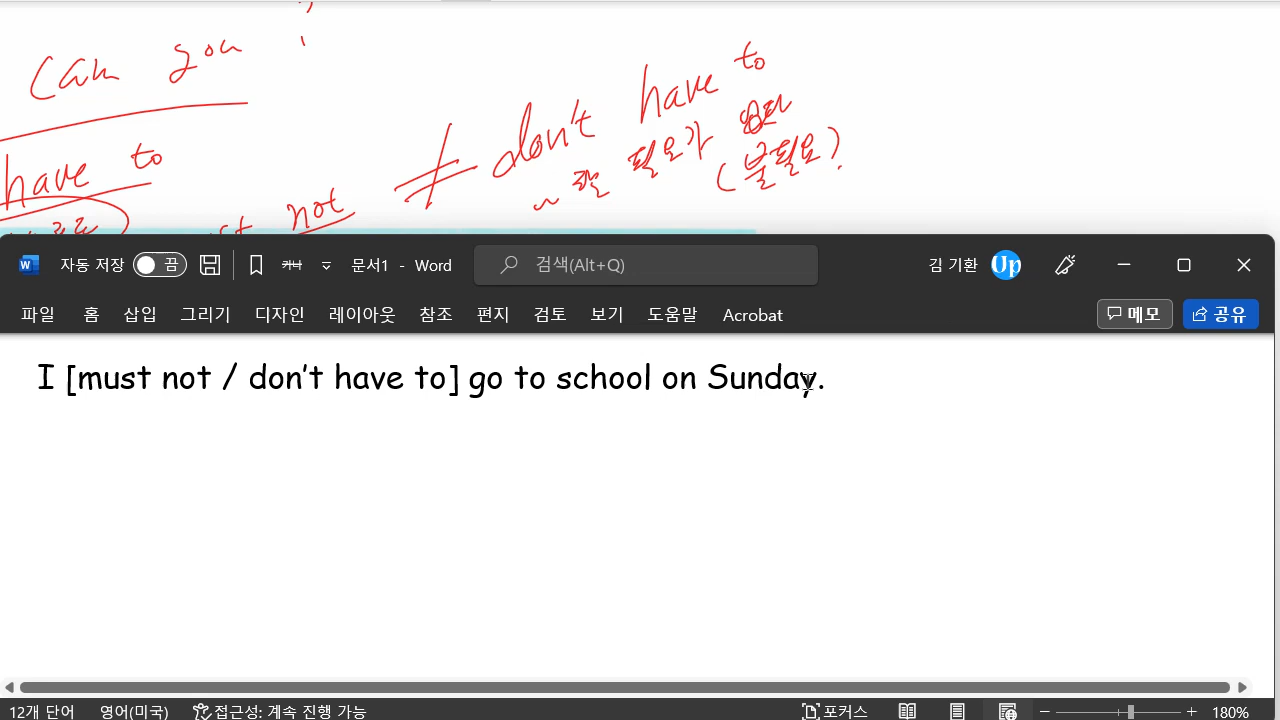 Can you ?
have to
not ≠ don't have to
~ 할 필요가 없다
(불필요)
자동 저장 끔 가나 문서1 - Word 검색(Alt+Q) 김 기환 Up
파일 홈 삽입 그리기 디자인 레이아웃 참조 편지 검토 보기 도움말 Acrobat 메모 공유
I [must not / don't have to] go to school on Sunday.
12개 단어 영어(미국) 접근성: 계속 진행 가능 포커스 180%